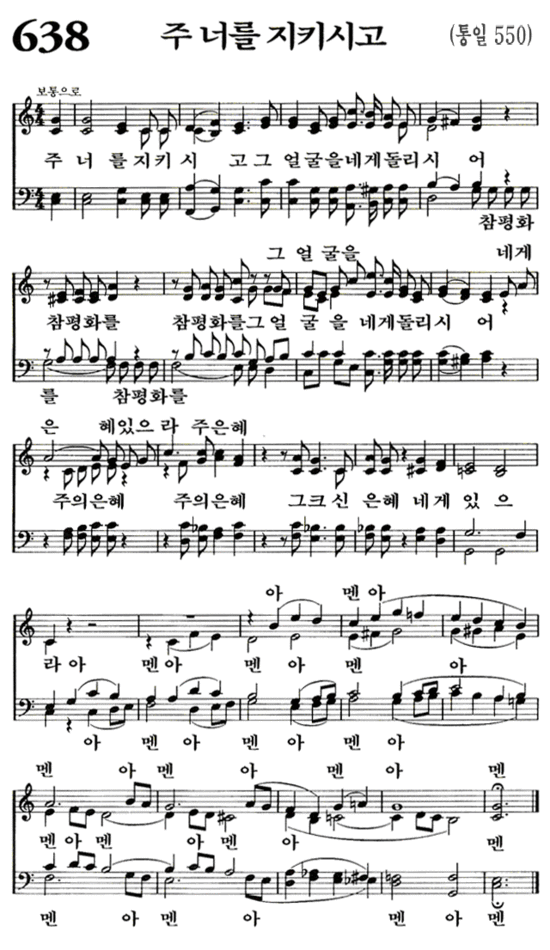 638 주 너를 지키시고 (통일 550)
보통으로
주 너 를지키 시 고그 얼굴을네게돌리시 어
참평화
그 얼 굴을 네게
참평화를 참평화를그얼 굴 을 네게돌리시 어
를 참평화를
은 혜있으 라 주은혜
주의은혜 주의은혜 그크신 은혜 네게 있 으
아 멘 아
라 아 멘 아 멘 아 멘 아
아 멘 아 멘 아
멘 아 멘 아 멘 아 멘
멘 아 멘 아 멘 아 멘
멘 아 멘 아 멘 아 멘